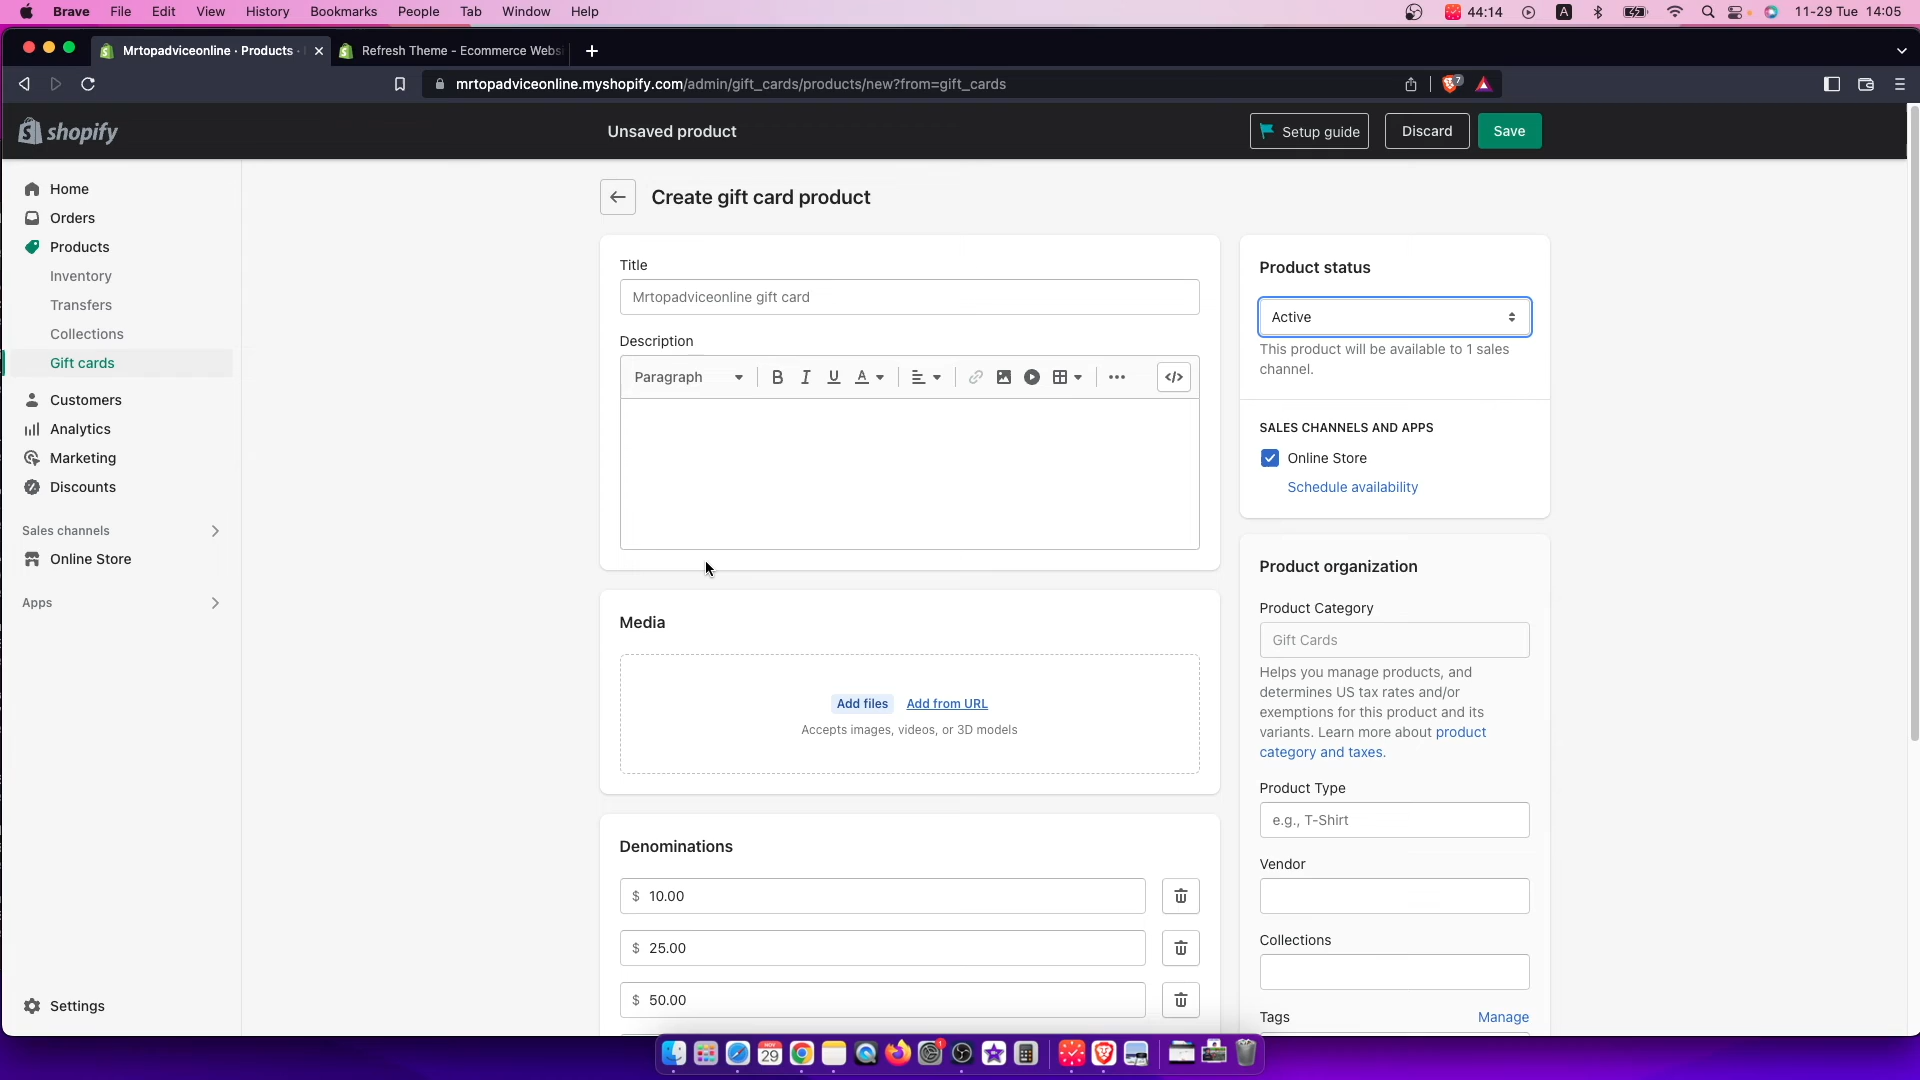 Brave File Edit View History Bookmarks People Tab Window Help 44:14 A 11-29 Tue 14:05
Mrtopadviceonline · Products · Refresh Theme - Ecommerce Websi
mrtopadviceonline.myshopify.com/admin/gift_cards/products/new?from=gift_cards 7
shopify Unsaved product Setup guide Discard Save
Home
Orders
Products
Inventory
Transfers
Collections
Gift cards
Customers
Analytics
Marketing
Discounts
Sales channels
Online Store
Apps
Settings
Create gift card product
Title
Mrtopadviceonline gift card
Description
Paragraph B I U A
Media
Add files Add from URL
Accepts images, videos, or 3D models
Denominations
$ 10.00
$ 25.00
$ 50.00
Product status
Active
This product will be available to 1 sales
channel.
SALES CHANNELS AND APPS
Online Store
Schedule availability
Product organization
Product Category
Gift Cards
Helps you manage products, and
determines US tax rates and/or
exemptions for this product and its
variants. Learn more about product
category and taxes.
Product Type
e.g., T-Shirt
Vendor
Collections
Tags Manage
NOV
29
1